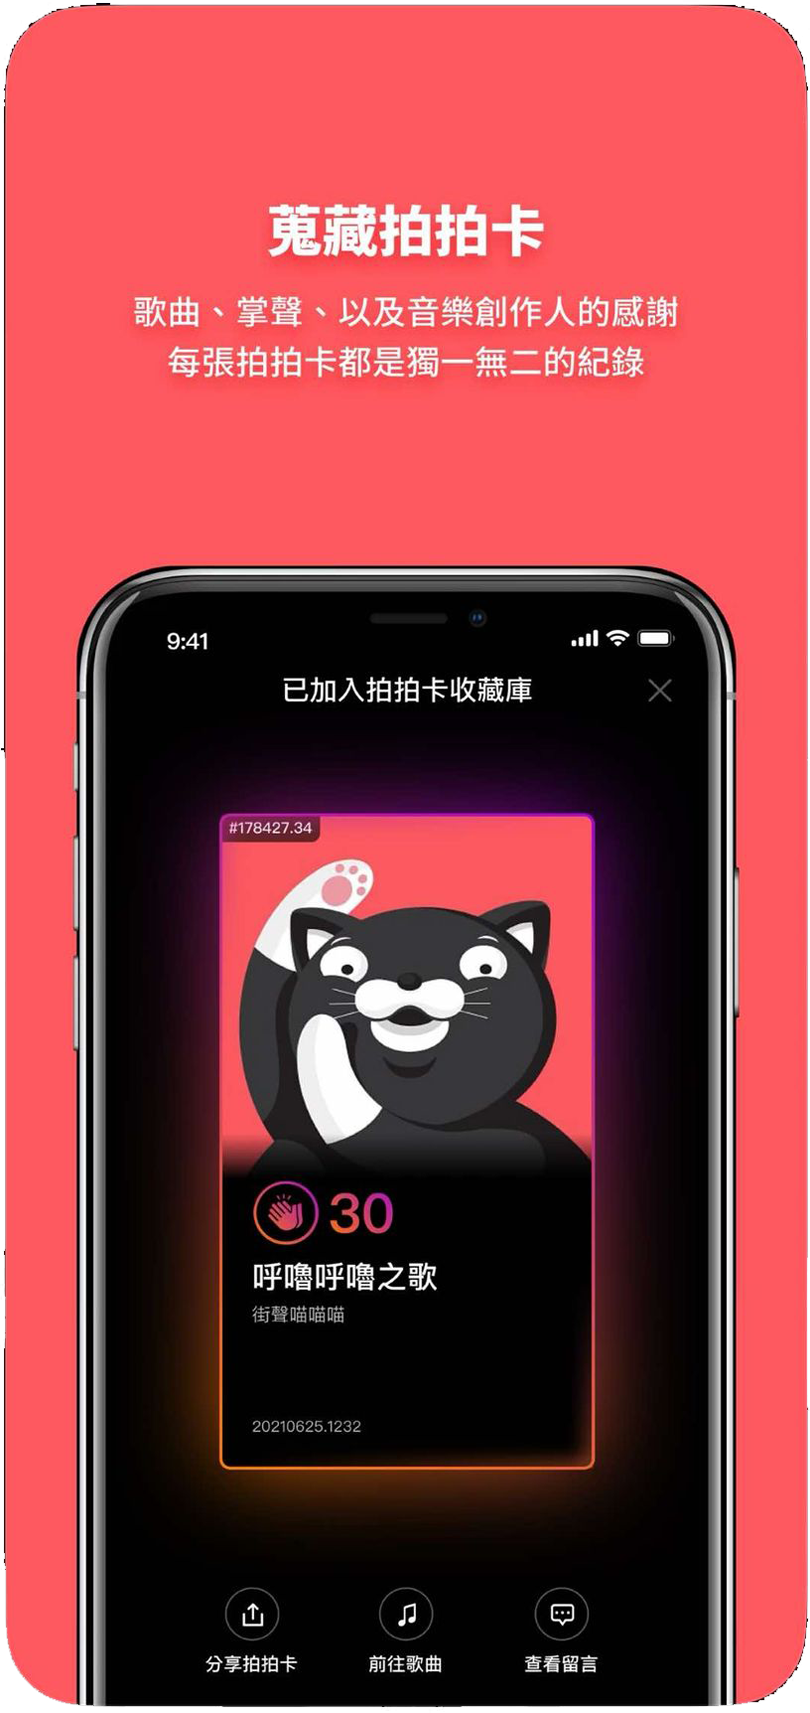 蒐藏拍拍卡
歌曲、掌聲、以及音樂創作人的感謝
每張拍拍卡都是獨一無二的紀錄
9:41
已加入拍拍卡收藏庫
#178427.34
30
呼嚕呼嚕之歌
街聲喵喵喵
20210625.1232
分享拍拍卡
前往歌曲
查看留言